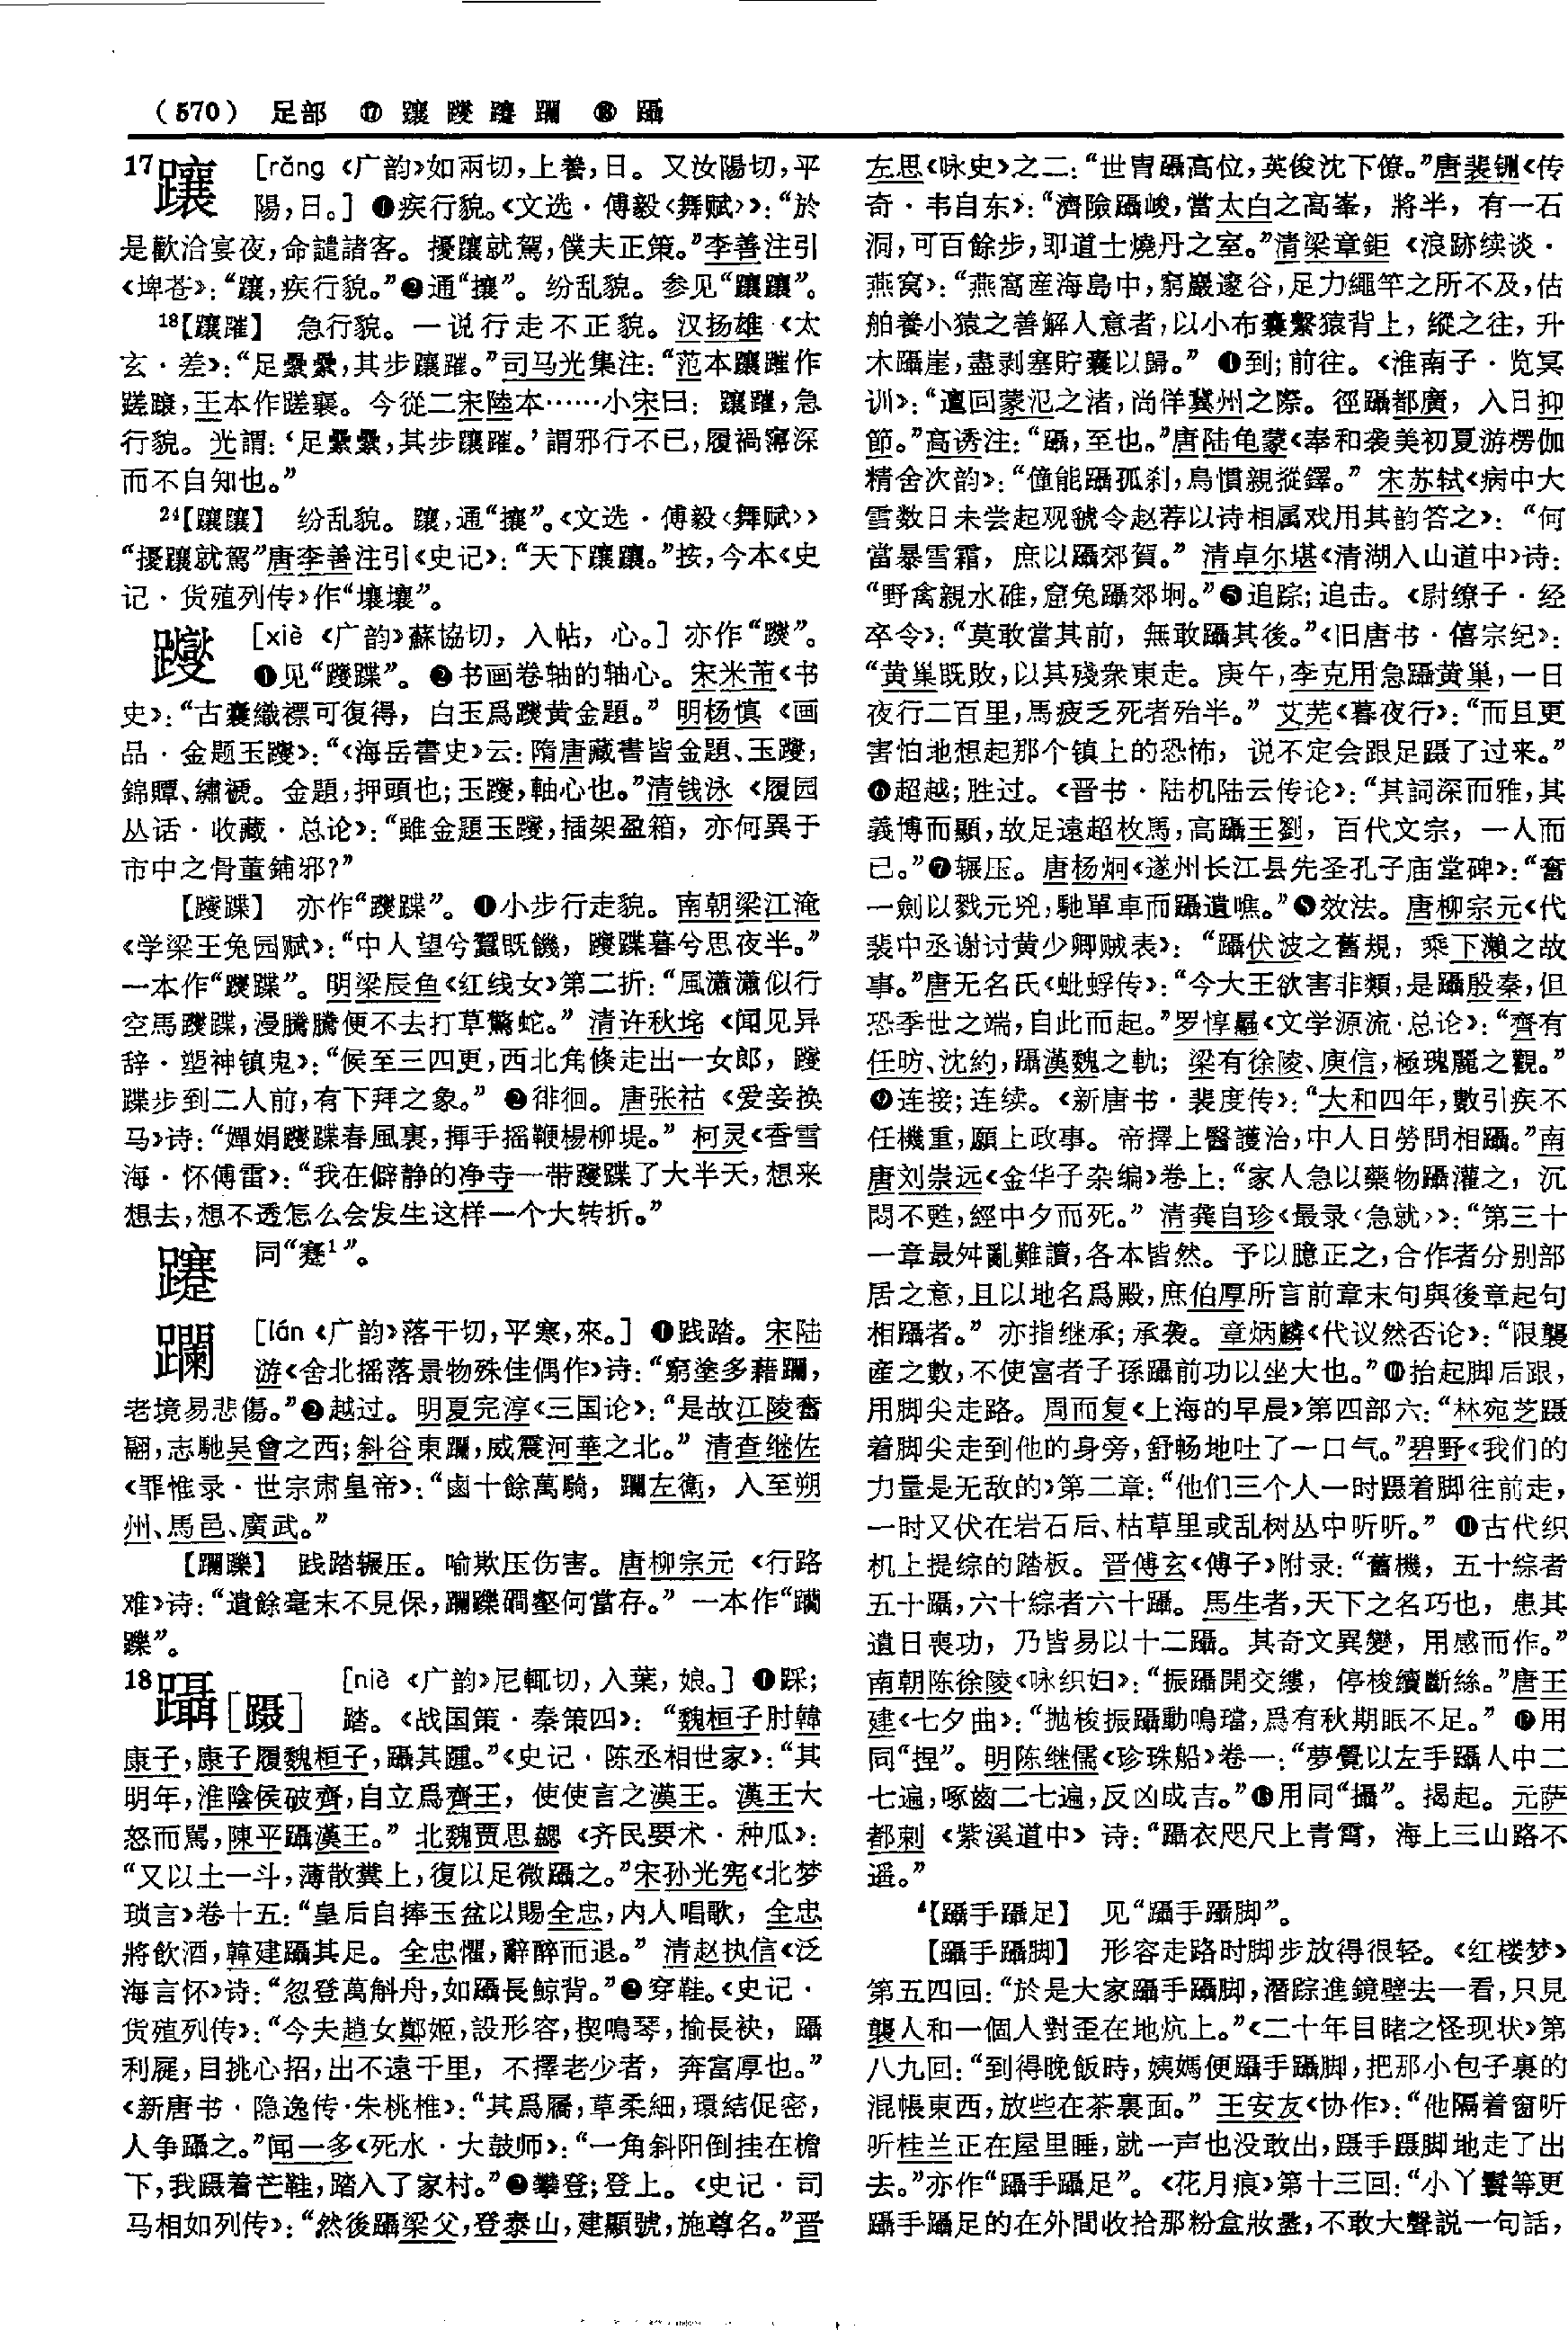 （570） 足部 ⑰ 躟 躞 躚 躝 ⑱ 躡
17躟 [rǎng《广韵》如兩切，上養，日。又汝陽切，平
陽，日。] ❶疾行貌。《文选·傅毅〈舞赋〉》：“於
是歡洽宴夜，命讌諸客。擾躟就駕，僕夫正策。”李善注引
《埤苍》：“躟，疾行貌。”❷通“攘”。纷乱貌。参见“躟躟”。
18【躟躣】 急行貌。一说行走不正貌。汉扬雄《太
玄·差》：“足纍纍，其步躟躣。”司马光集注：“范本躟躣作
蹉踉，王本作蹉襄。今從二宋陸本……小宋曰：躟躣，急
行貌。光謂：‘足纍纍，其步躟躣。’謂邪行不已，履禍寖深
而不自知也。”
24【躟躟】 纷乱貌。躟，通“攘”。《文选·傅毅〈舞赋〉》
“擾躟就駕”唐李善注引《史记》：“天下躟躟。”按，今本《史
记·货殖列传》作“壤壤”。
躞 [xiè《广韵》蘇協切，入帖，心。] 亦作“蹀”。
❶见“躞蹀”。❷书画卷轴的轴心。宋米芾《书
史》：“古囊織褾可復得，白玉爲躞黄金題。”明杨慎《画
品·金题玉躞》：“《海岳書史》云：隋唐藏書皆金題、玉躞，
錦贉、繡褫。金題，押頭也；玉躞，軸心也。”清钱泳《履园
丛话·收藏·总论》：“雖金題玉躞，插架盈箱，亦何異于
市中之骨董鋪邪？”
【躞蹀】 亦作“躞蹀”。❶小步行走貌。南朝梁江淹
《学梁王兔园赋》：“中人望兮蠶既饑，躞蹀暮兮思夜半。”
一本作“躞蹀”。明梁辰鱼《红线女》第二折：“風瀟瀟似行
空馬躞蹀，漫騰騰便不去打草驚蛇。”清许秋垞《闻见异
辞·塑神镇鬼》：“候至三四更，西北角倏走出一女郎，躞
蹀步到二人前，有下拜之象。”❷徘徊。唐张祜《爱妾换
马》诗：“嬋娟躞蹀春風裏，揮手摇鞭楊柳堤。”柯灵《香雪
海·怀傅雷》：“我在僻静的净寺一带躞蹀了大半天，想来
想去，想不透怎么会发生这样一个大转折。”
躚 同“蹇1”。
躝 [lán《广韵》落干切，平寒，來。] ❶践踏。宋陆
游《舍北摇落景物殊佳偶作》诗：“窮塗多藉躝，
老境易悲傷。”❷越过。明夏完淳《三国论》：“是故江陵奮
翮，志馳吴會之西；斜谷東躝，威震河華之北。”清查继佐
《罪惟录·世宗肃皇帝》：“鹵十餘萬騎，躝左衛，入至朔
州、馬邑、廣武。”
【躝躒】 践踏辗压。喻欺压伤害。唐柳宗元《行路
难》诗：“遺餘毫末不見保，躝躒磵壑何當存。”一本作“躪
躒”。
18躡[蹑] [niè《广韵》尼輒切，入葉，娘。] ❶踩；
踏。《战国策·秦策四》：“魏桓子肘韓
康子，康子履魏桓子，躡其踵。”《史记·陈丞相世家》：“其
明年，淮陰侯破齊，自立爲齊王，使使言之漢王。漢王大
怒而駡，陳平躡漢王。”北魏贾思勰《齐民要术·种瓜》：
“又以土一斗，薄散糞上，復以足微躡之。”宋孙光宪《北梦
琐言》卷十五：“皇后自捧玉盆以賜全忠，内人唱歌，全忠
將飲酒，韓建躡其足。全忠懼，辭醉而退。”清赵执信《泛
海言怀》诗：“忽登萬斛舟，如躡長鯨背。”❷穿鞋。《史记·
货殖列传》：“今夫趙女鄭姬，設形容，揳鳴琴，揄長袂，躡
利屣，目挑心招，出不遠千里，不擇老少者，奔富厚也。”
《新唐书·隐逸传·朱桃椎》：“其爲屩，草柔細，環結促密，
人争躡之。”闻一多《死水·大鼓师》：“一角斜阳倒挂在檐
下，我蹑着芒鞋，踏入了家村。”❸攀登；登上。《史记·司
马相如列传》：“然後躡梁父，登泰山，建顯號，施尊名。”晋
左思《咏史》之二：“世胄躡高位，英俊沈下僚。”唐裴铏《传
奇·韦自东》：“濟險躡峻，當太白之高峯，將半，有一石
洞，可百餘步，即道士燒丹之室。”清梁章鉅《浪跡续谈·
燕窝》：“燕窩産海島中，窮巖邃谷，足力繩竿之所不及，估
舶養小猿之善解人意者，以小布囊繫猿背上，縱之往，升
木躡崖，盡剥塞貯囊以歸。”❹到；前往。《淮南子·览冥
训》：“邅回蒙汜之渚，尚佯冀州之際。徑躡都廣，入日抑
節。”高诱注：“躡，至也。”唐陆龟蒙《奉和袭美初夏游楞伽
精舍次韵》：“僮能躡孤刹，鳥慣親摐鐸。”宋苏轼《病中大
雪数日未尝起观虢令赵荐以诗相属戏用其韵答之》：“何
當暴雪霜，庶以躡郊賀。”清卓尔堪《清湖入山道中》诗：
“野禽親水碓，窟兔躡郊坰。”❺追踪；追击。《尉缭子·经
卒令》：“莫敢當其前，無敢躡其後。”《旧唐书·僖宗纪》：
“黄巢既敗，以其殘衆東走。庚午，李克用急躡黄巢，一日
夜行二百里，馬疲乏死者殆半。”艾芜《暮夜行》：“而且更
害怕地想起那个镇上的恐怖，说不定会跟足蹑了过来。”
❻超越；胜过。《晋书·陆机陆云传论》：“其詞深而雅，其
義博而顯，故足遠超枚馬，高躡王劉，百代文宗，一人而
已。”❼辗压。唐杨炯《遂州长江县先圣孔子庙堂碑》：“奮
一劍以戮元兇，馳單車而躡遺噍。”❽效法。唐柳宗元《代
裴中丞谢讨黄少卿贼表》：“躡伏波之舊規，乘下瀨之故
事。”唐无名氏《蚍蜉传》：“今大王欲害非類，是躡殷秦，但
恐季世之端，自此而起。”罗惇曧《文学源流·总论》：“齊有
任昉、沈約，躡漢魏之軌；梁有徐陵、庾信，極瑰麗之觀。”
❾连接；连续。《新唐书·裴度传》：“大和四年，數引疾不
任機重，願上政事。帝擇上醫護治，中人日勞問相躡。”南
唐刘崇远《金华子杂编》卷上：“家人急以藥物躡灌之，沉
悶不甦，經中夕而死。”清龚自珍《最录〈急就〉》：“第三十
一章最舛亂難讀，各本皆然。予以臆正之，合作者分别部
居之意，且以地名爲殿，庶伯厚所言前章末句與後章起句
相躡者。”亦指继承；承袭。章炳麟《代议然否论》：“限襲
産之數，不使富者子孫躡前功以坐大也。”❿抬起脚后跟，
用脚尖走路。周而复《上海的早晨》第四部六：“林宛芝蹑
着脚尖走到他的身旁，舒畅地吐了一口气。”碧野《我们的
力量是无敌的》第二章：“他们三个人一时蹑着脚往前走，
一时又伏在岩石后、枯草里或乱树丛中听听。”⓫古代织
机上提综的踏板。晋傅玄《傅子》附录：“舊機，五十綜者
五十躡，六十綜者六十躡。馬生者，天下之名巧也，患其
遺日喪功，乃皆易以十二躡。其奇文異變，用感而作。”
南朝陈徐陵《咏织妇》：“振躡開交縷，停梭續斷絲。”唐王
建《七夕曲》：“抛梭振躡動鳴璫，爲有秋期眠不足。”⓬用
同“捏”。明陈继儒《珍珠船》卷一：“夢覺以左手躡人中二
七遍，啄齒二七遍，反凶成吉。”⓭用同“攝”。揭起。元萨
都剌《紫溪道中》诗：“躡衣咫尺上青霄，海上三山路不
遥。”
4【躡手躡足】 见“躡手躡脚”。
【躡手躡脚】 形容走路时脚步放得很轻。《红楼梦》
第五四回：“於是大家躡手躡脚，潛踪進鏡壁去一看，只見
襲人和一個人對歪在地炕上。”《二十年目睹之怪现状》第
八九回：“到得晚飯時，姨媽便躡手躡脚，把那小包子裏的
混帳東西，放些在茶裏面。”王安友《协作》：“他隔着窗听
听桂兰正在屋里睡，就一声也没敢出，蹑手蹑脚地走了出
去。”亦作“躡手躡足”。《花月痕》第十三回：“小丫鬟等更
躡手躡足的在外間收拾那粉盒妝盝，不敢大聲説一句話，